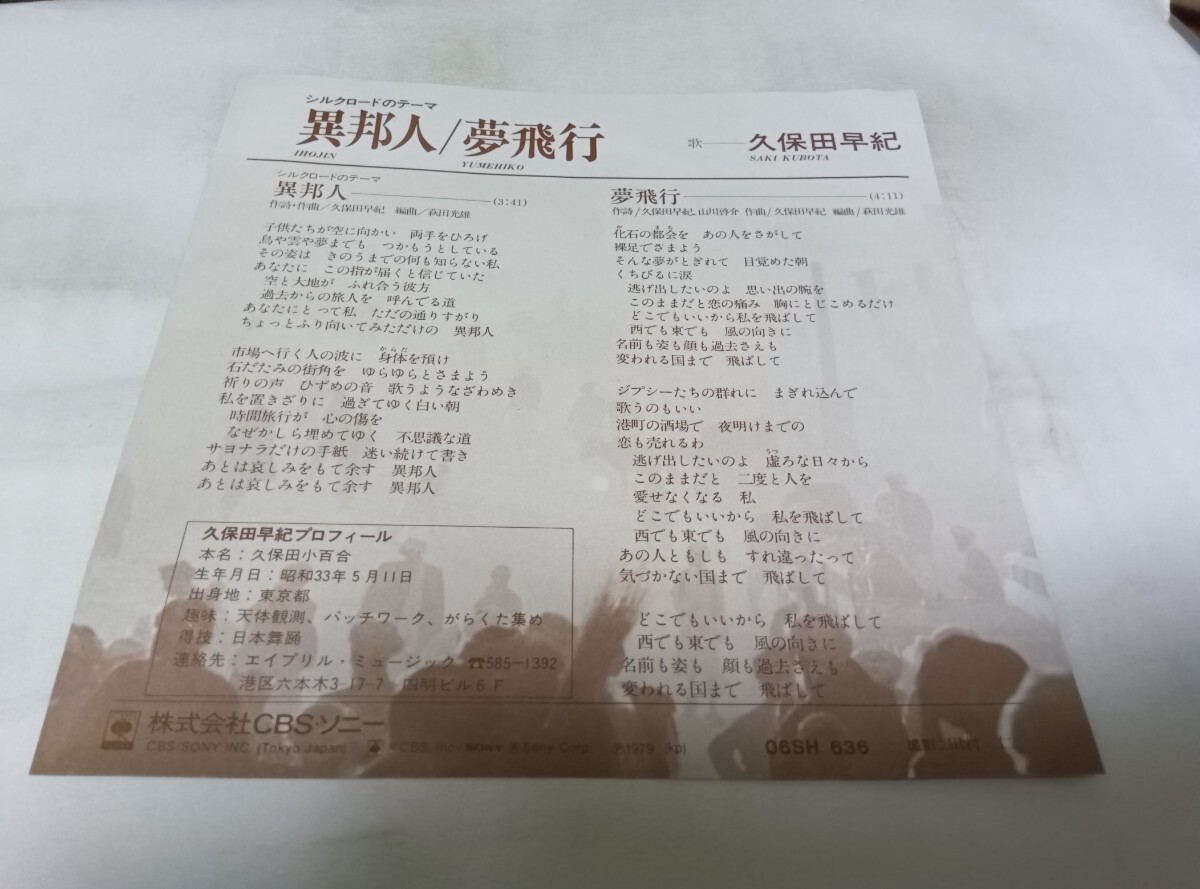 シルクロードのテーマ
異邦人/夢飛行
IHOJIN YUMEHIKO
歌──久保田早紀
SAKI KUBOTA
シルクロードのテーマ
異邦人──(3:41)
作詩・作曲/久保田早紀 編曲/萩田光雄
子供たちが空に向かい 両手をひろげ
鳥や雲や夢までも つかもうとしている
その姿は きのうまでの何も知らない私
あなたに この指が届くと信じていた
空と大地が ふれ合う彼方
過去からの旅人を 呼んでる道
あなたにとって私 ただの通りすがり
ちょっとふり向いてみただけの 異邦人
市場へ行く人の波に 身体を預け
からだ
石だたみの街角を ゆらゆらとさまよう
祈りの声 ひずめの音 歌うようなざわめき
私を置きざりに 過ぎてゆく白い朝
時間旅行が 心の傷を
なぜかしら埋めてゆく 不思議な道
サヨナラだけの手紙 迷い続けて書き
あとは哀しみをもて余す 異邦人
あとは哀しみをもて余す 異邦人
夢飛行──(4:11)
作詩/久保田早紀,山川啓介 作曲/久保田早紀 編曲/萩田光雄
化石の都会を あの人をさがして
裸足でさまよう
そんな夢がとぎれて 目覚めた朝
くちびるに涙
逃げ出したいのよ 思い出の腕を
このままだと恋の痛み 胸にとじこめるだけ
どこでもいいから私を飛ばして
西でも東でも 風の向きに
名前も姿も顔も過去さえも
変われる国まで 飛ばして
ジプシーたちの群れに まぎれ込んで
歌うのもいい
港町の酒場で 夜明けまでの
恋も売れるわ
逃げ出したいのよ 虚ろな日々から
うつ
このままだと 二度と人を
愛せなくなる 私
どこでもいいから 私を飛ばして
西でも東でも 風の向きに
あの人ともしも すれ違ったって
気づかない国まで 飛ばして
どこでもいいから 私を飛ばして
西でも東でも 風の向きに
名前も姿も 顔も過去さえも
変われる国まで 飛ばして
久保田早紀プロフィール
本名:久保田小百合
生年月日:昭和33年5月11日
出身地:東京都
趣味:天体観測、パッチワーク、がらくた集め
得技:日本舞踊
連絡先:エイプリル・ミュージック ☎585-1392
港区六本木3-17-7 四明ビル6F
株式会社CBS・ソニー
CBS/SONY INC. (Tokyo Japan) CBS, Inc./SONY ® Sony Corp. ℗1979 (KD) 06SH 636